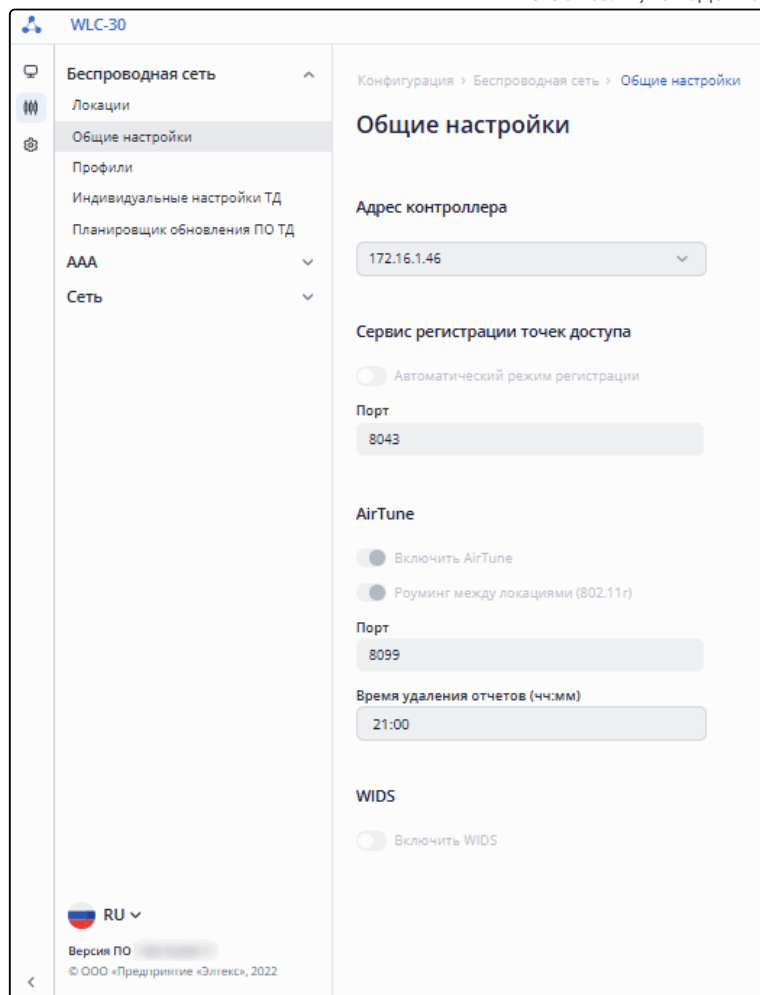 WLC-30
Беспроводная сеть
Локации
Общие настройки
Профили
Индивидуальные настройки ТД
Планировщик обновления ПО ТД
AAA
Сеть
Конфигурация > Беспроводная сеть > Общие настройки
Общие настройки
Адрес контроллера
172.16.1.46
Сервис регистрации точек доступа
Автоматический режим регистрации
Порт
8043
AirTune
Включить AirTune
Роуминг между локациями (802.11r)
Порт
8099
Время удаления отчетов (чч:мм)
21:00
WIDS
Включить WIDS
RU
Версия ПО
© ООО «Предприятие «Элтекс», 2022